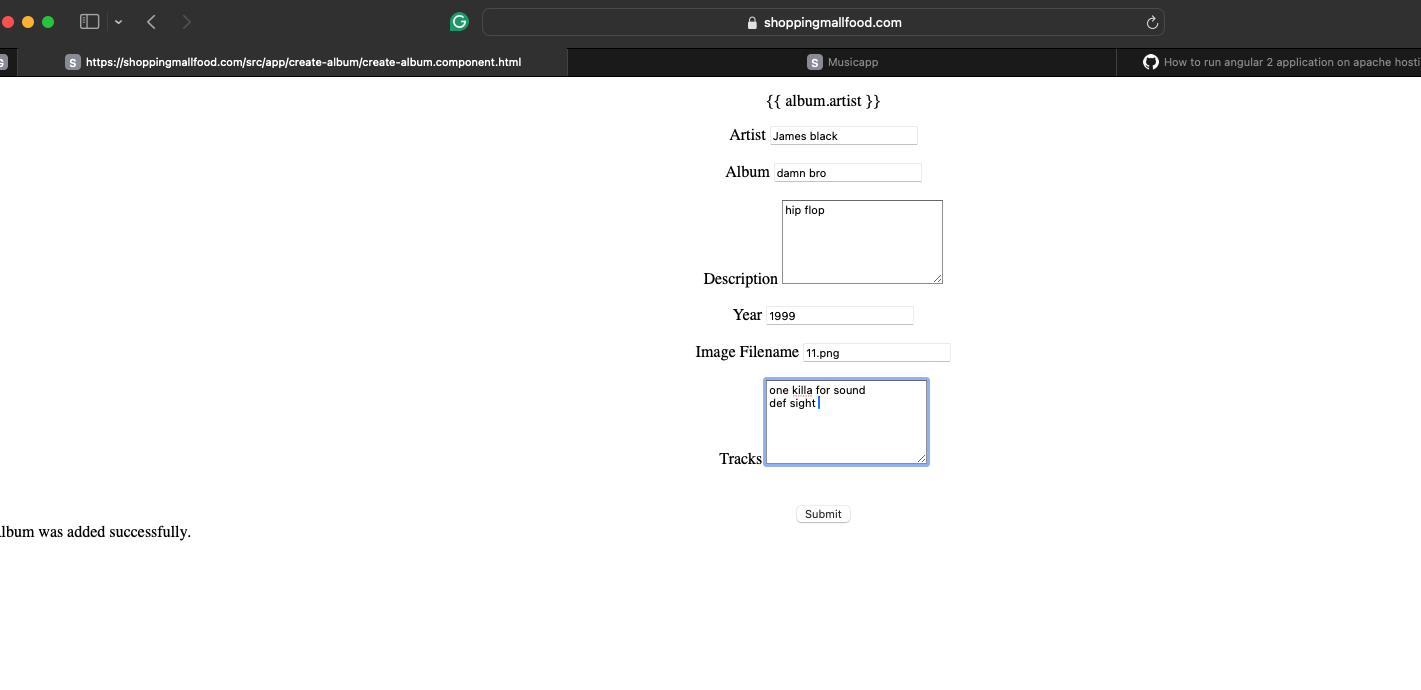 shoppingmallfood.com
S https://shoppingmallfood.com/src/app/create-album/create-album.component.html
S Musicapp
How to run angular 2 application on apache hosti
{{ album.artist }}
Artist James black
Album damn bro
hip flop
Description
Year 1999
Image Filename 11.png
one killa for sound
def sight
Tracks
Submit
lbum was added successfully.